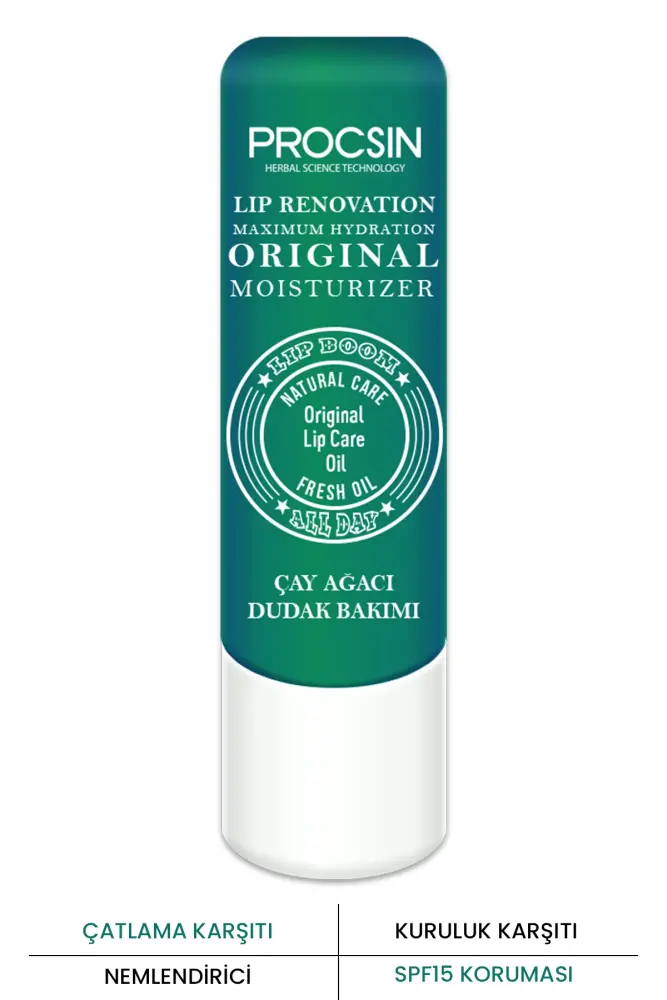 PROCSIN
HERBAL SCIENCE TECHNOLOGY
LIP RENOVATION
MAXIMUM HYDRATION
ORIGINAL
MOISTURIZER
LIP BOOM
NATURAL CARE
Original
Lip Care
Oil
FRESH OIL
ALL DAY
ÇAY AĞACI
DUDAK BAKIMI
ÇATLAMA KARŞITI
KURULUK KARŞITI
NEMLENDİRİCİ
SPF15 KORUMASI